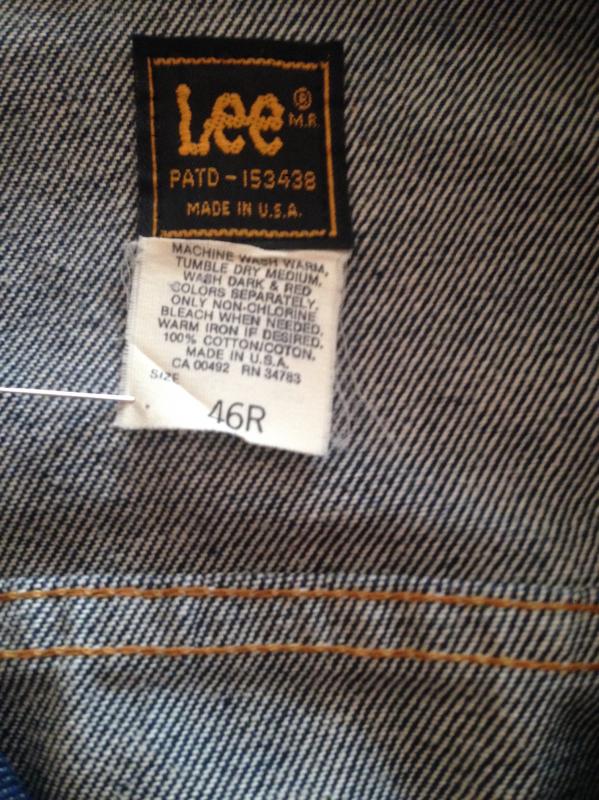 Lee®
M.R.
PATD-153438
MADE IN U.S.A.
MACHINE WASH WARM,
TUMBLE DRY MEDIUM,
WASH DARK & RED
COLORS SEPARATELY,
ONLY NON-CHLORINE
BLEACH WHEN NEEDED.
WARM IRON IF DESIRED.
100% COTTON/COTON.
MADE IN U.S.A.
CA 00492 RN 34783
SIZE
46R